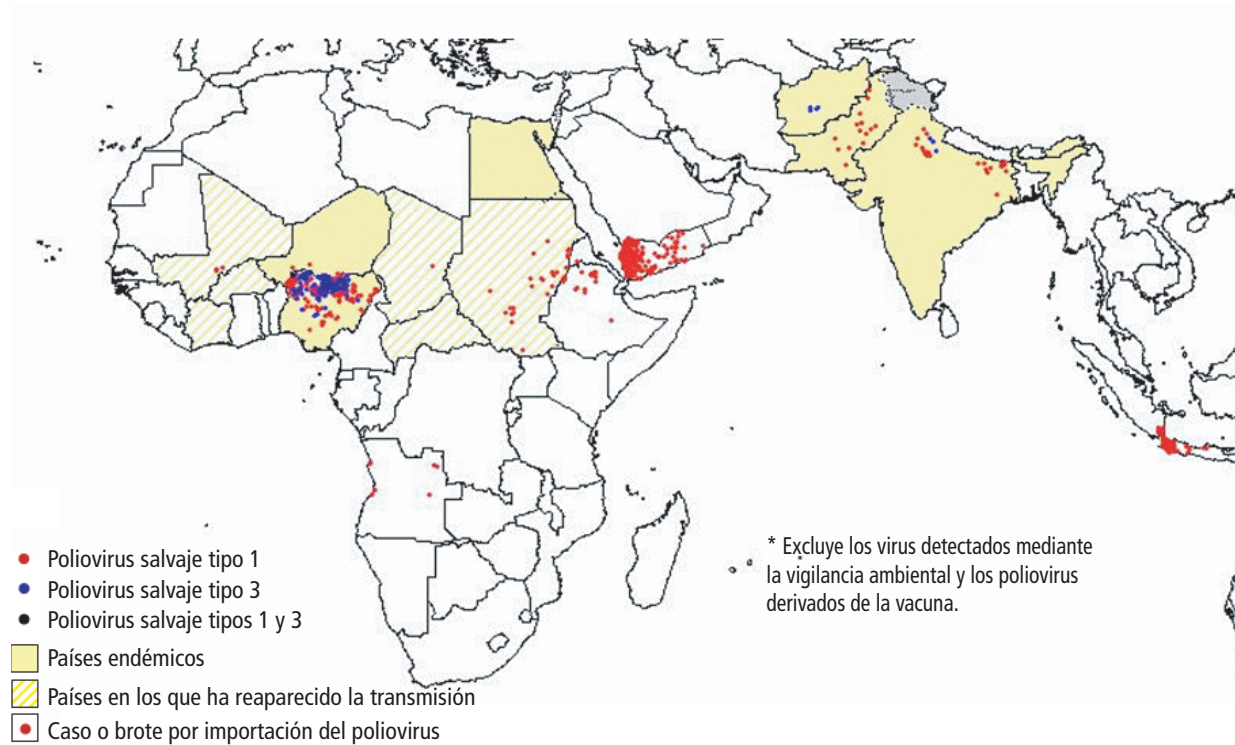 Poliovirus salvaje tipo 1
Poliovirus salvaje tipo 3
Poliovirus salvaje tipos 1 y 3
Países endémicos
Países en los que ha reaparecido la transmisión
Caso o brote por importación del poliovirus
* Excluye los virus detectados mediante
la vigilancia ambiental y los poliovirus
derivados de la vacuna.